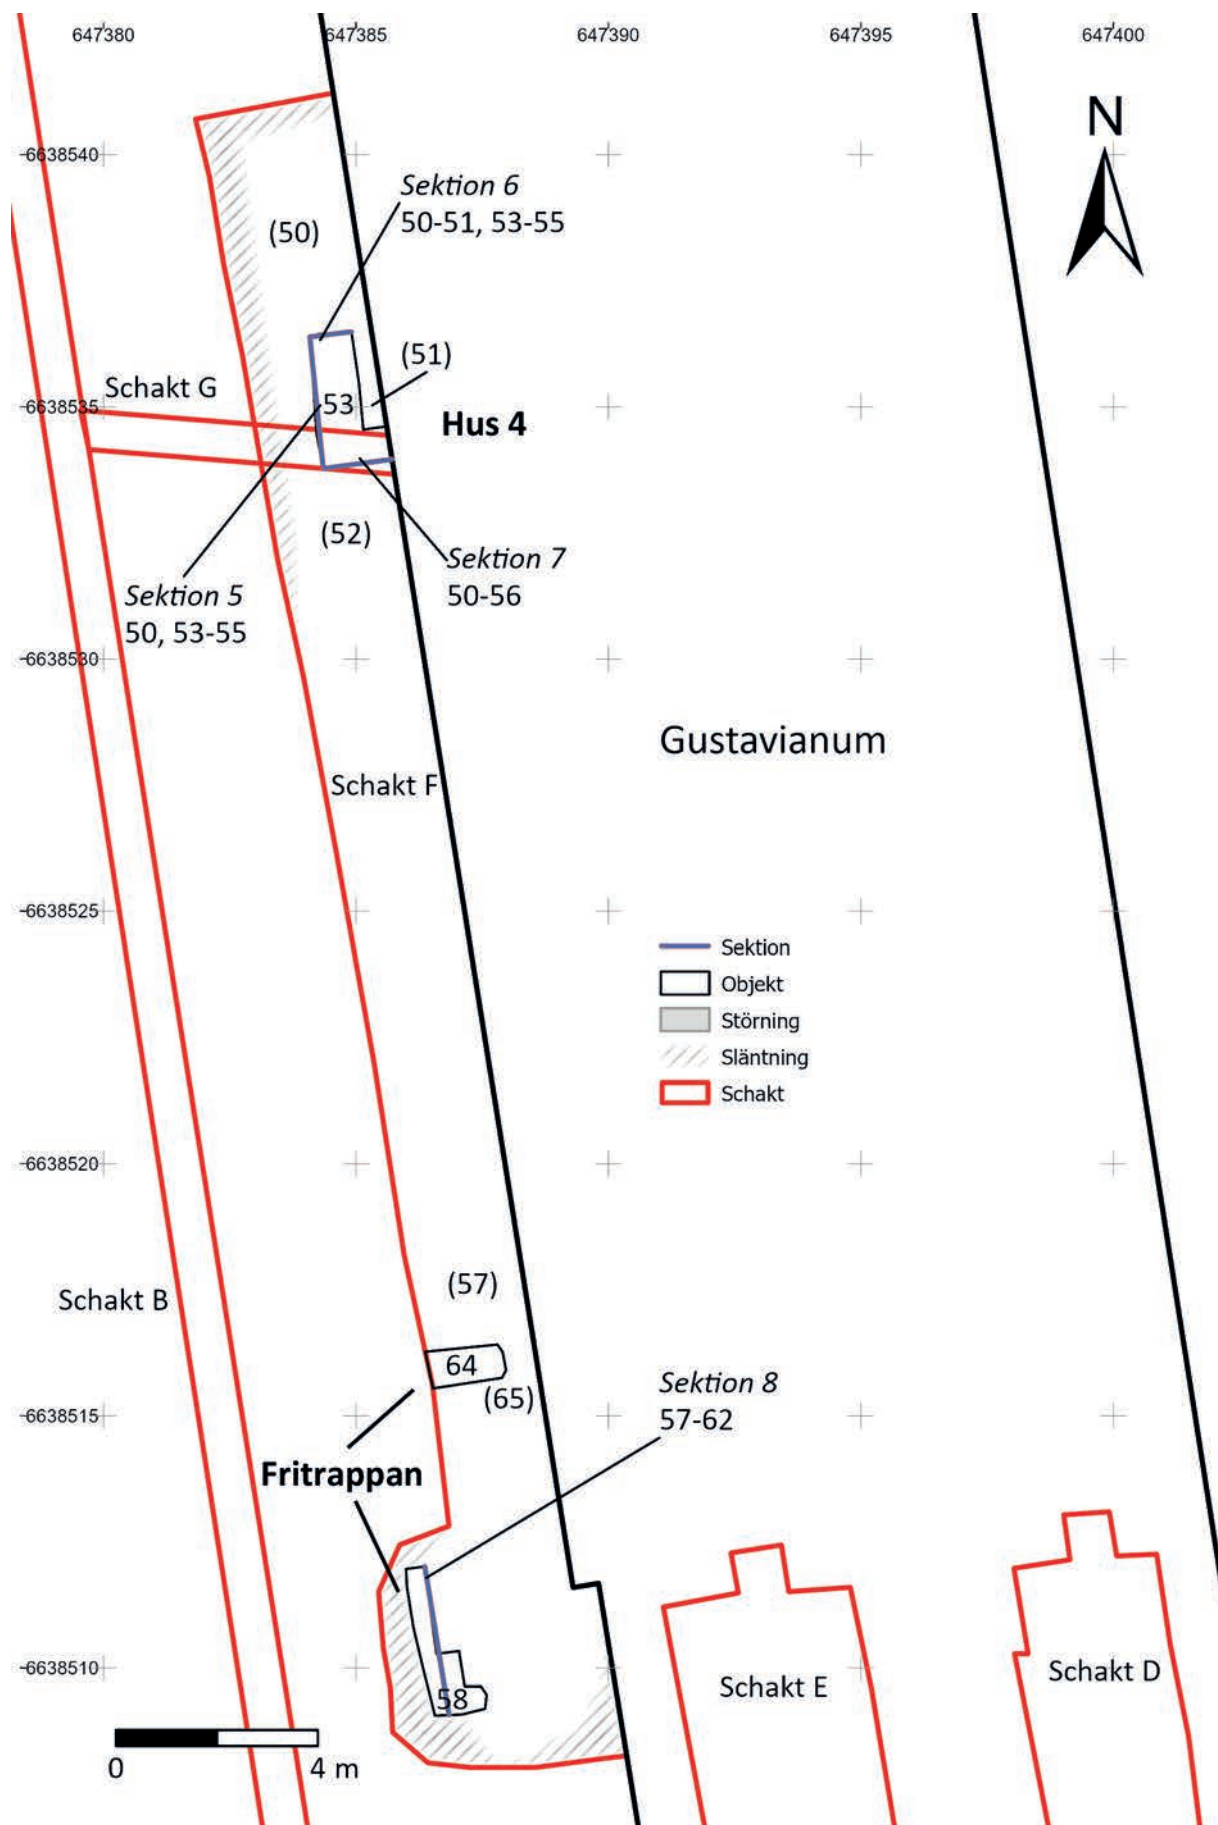 647380 647385 647390 647395 647400
N
6638540
Sektion 6
50-51, 53-55
(50)
(51)
Schakt G
53
6638535
Hus 4
(52)
Sektion 7
50-56
Sektion 5
50, 53-55
6638530
Gustavianum
Schakt F
6638525
Sektion
Objekt
Störning
Släntning
Schakt
6638520
(57)
Schakt B
64
Sektion 8
57-62
(65)
6638515
Fritrappan
6638510
Schakt D
Schakt E
58
0 4 m